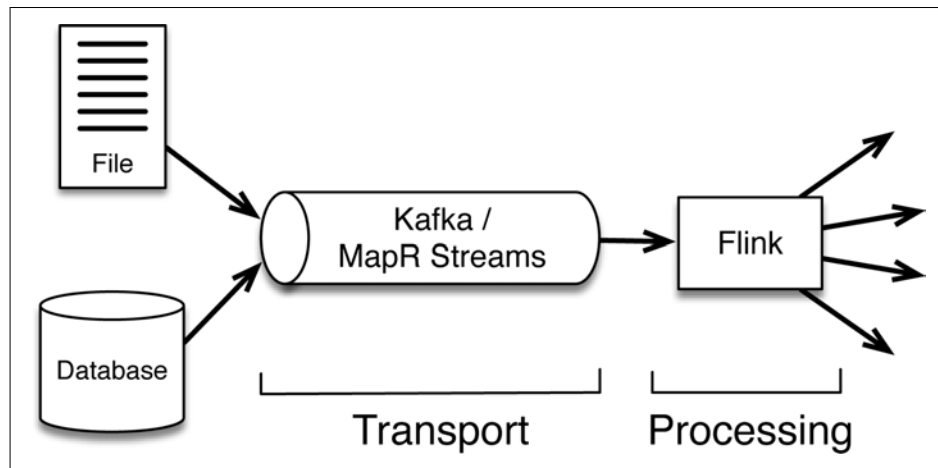 File
Kafka /
MapR Streams
Flink
Database
Transport
Processing